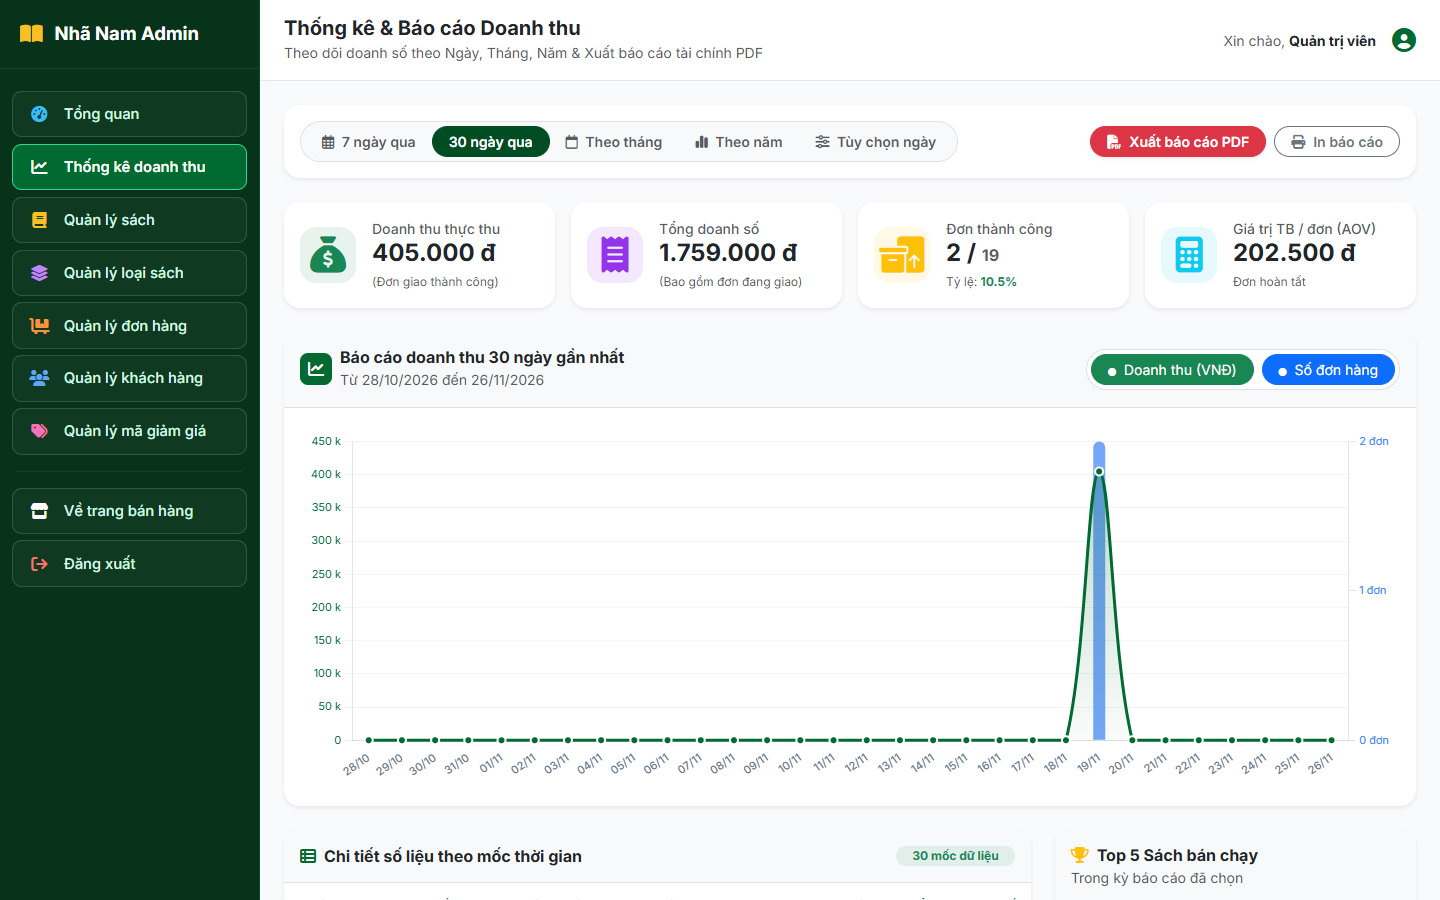 Nhã Nam Admin
Tổng quan
Thống kê doanh thu
Quản lý sách
Quản lý loại sách
Quản lý đơn hàng
Quản lý khách hàng
Quản lý mã giảm giá
Về trang bán hàng
Đăng xuất
Thống kê & Báo cáo Doanh thu
Theo dõi doanh số theo Ngày, Tháng, Năm & Xuất báo cáo tài chính PDF
Xin chào, Quản trị viên
7 ngày qua
30 ngày qua
Theo tháng
Theo năm
Tùy chọn ngày
Xuất báo cáo PDF
In báo cáo
Doanh thu thực thu
405.000 đ
(Đơn giao thành công)
Tổng doanh số
1.759.000 đ
(Bao gồm đơn đang giao)
Đơn thành công
2 / 19
Tỷ lệ: 10.5%
Giá trị TB / đơn (AOV)
202.500 đ
Đơn hoàn tất
Báo cáo doanh thu 30 ngày gần nhất
Từ 28/10/2026 đến 26/11/2026
Doanh thu (VNĐ)
Số đơn hàng
450 k
400 k
350 k
300 k
250 k
200 k
150 k
100 k
50 k
0
2 đơn
1 đơn
0 đơn
28/10
29/10
30/10
31/10
01/11
02/11
03/11
04/11
05/11
06/11
07/11
08/11
09/11
10/11
11/11
12/11
13/11
14/11
15/11
16/11
17/11
18/11
19/11
20/11
21/11
22/11
23/11
24/11
25/11
26/11
Chi tiết số liệu theo mốc thời gian
30 mốc dữ liệu
Top 5 Sách bán chạy
Trong kỳ báo cáo đã chọn